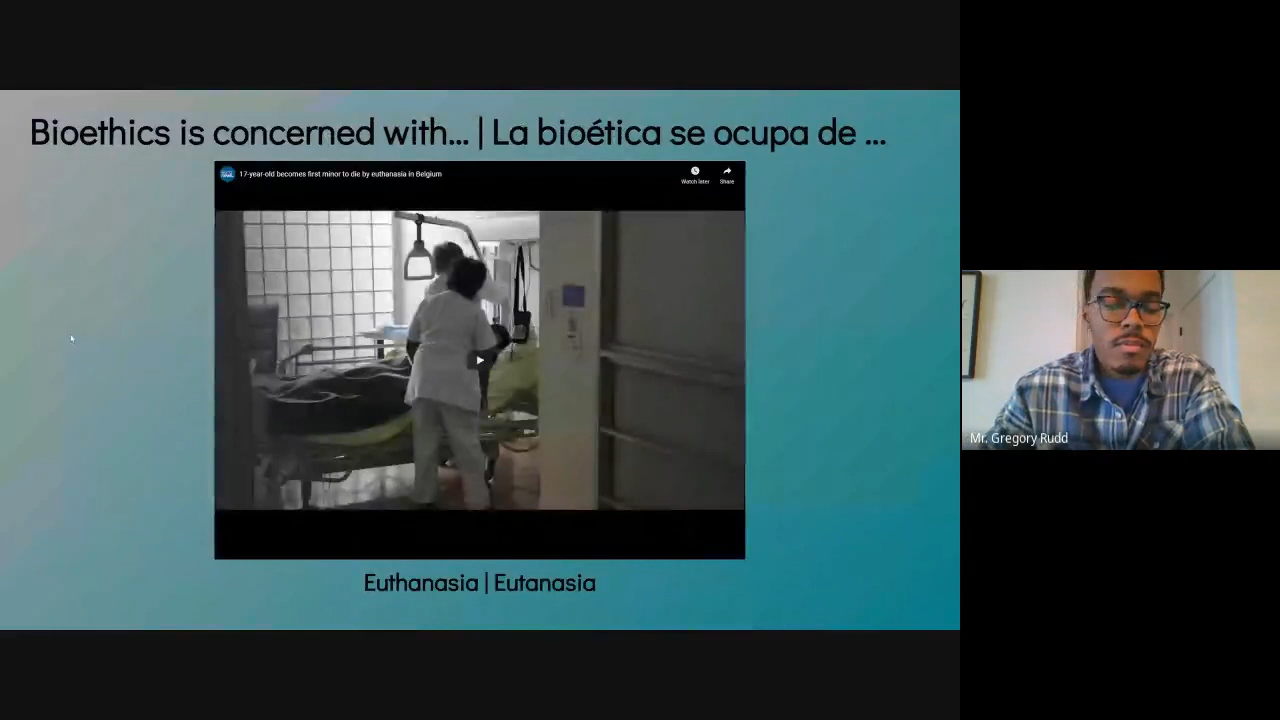 Bioethics is concerned with... | La bioética se ocupa de ...
17-year-old becomes first minor to die by euthanasia in Belgium
Watch later
Share
Mr. Gregory Rudd
Euthanasia | Eutanasia